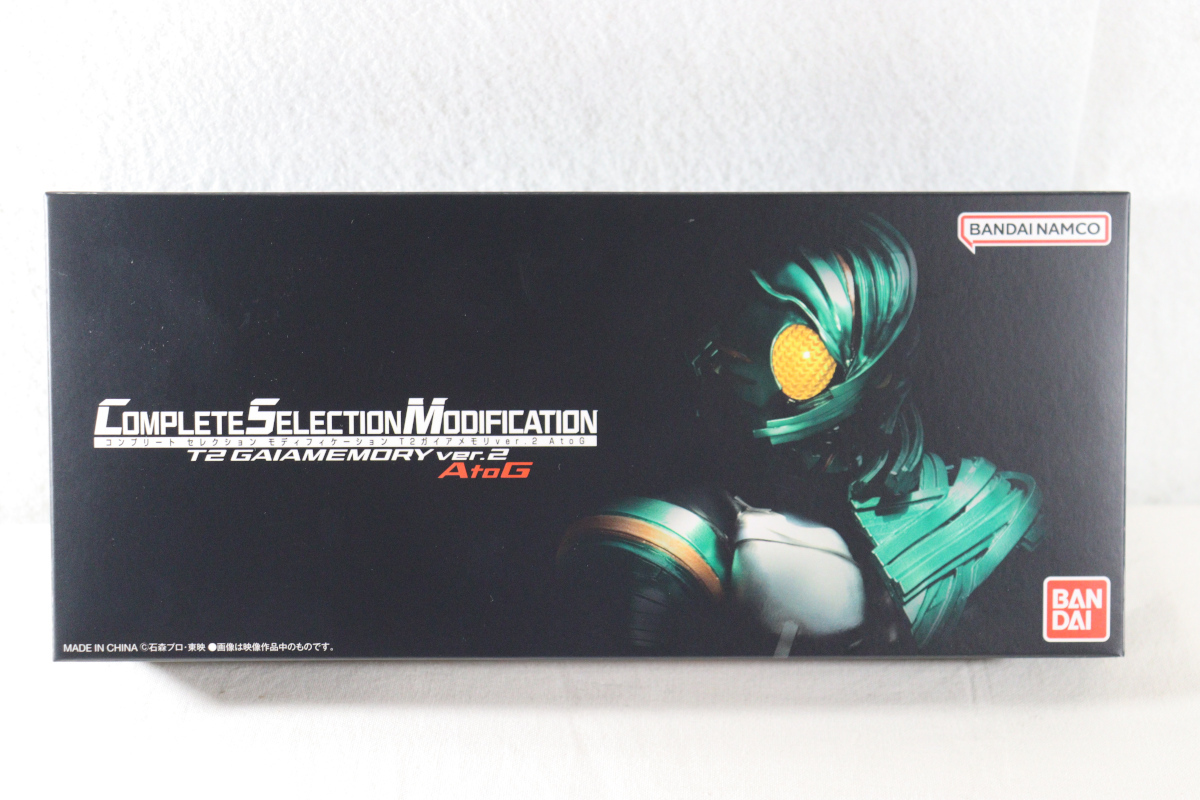 BANDAI NAMCO
COMPLETE SELECTION MODIFICATION
コンプリート セレクション モディフィケーション T2ガイアメモリver.2 AtoG
T2 GAIAMEMORY ver.2
AtoG
BAN
DAI
MADE IN CHINA ©石森プロ・東映 ●画像は映像作品中のものです。